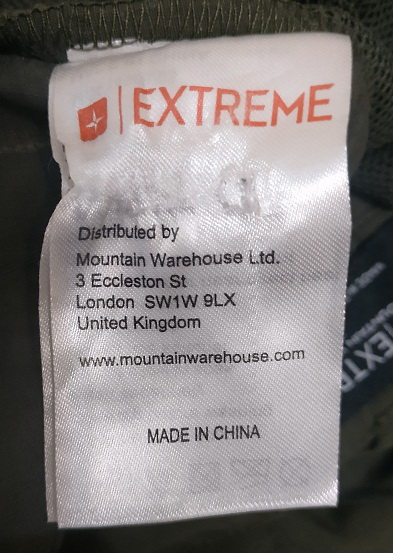 EXTREME
Distributed by
Mountain Warehouse Ltd.
3 Eccleston St
London SW1W 9LX
United Kingdom
www.mountainwarehouse.com
MADE IN CHINA
EXTR